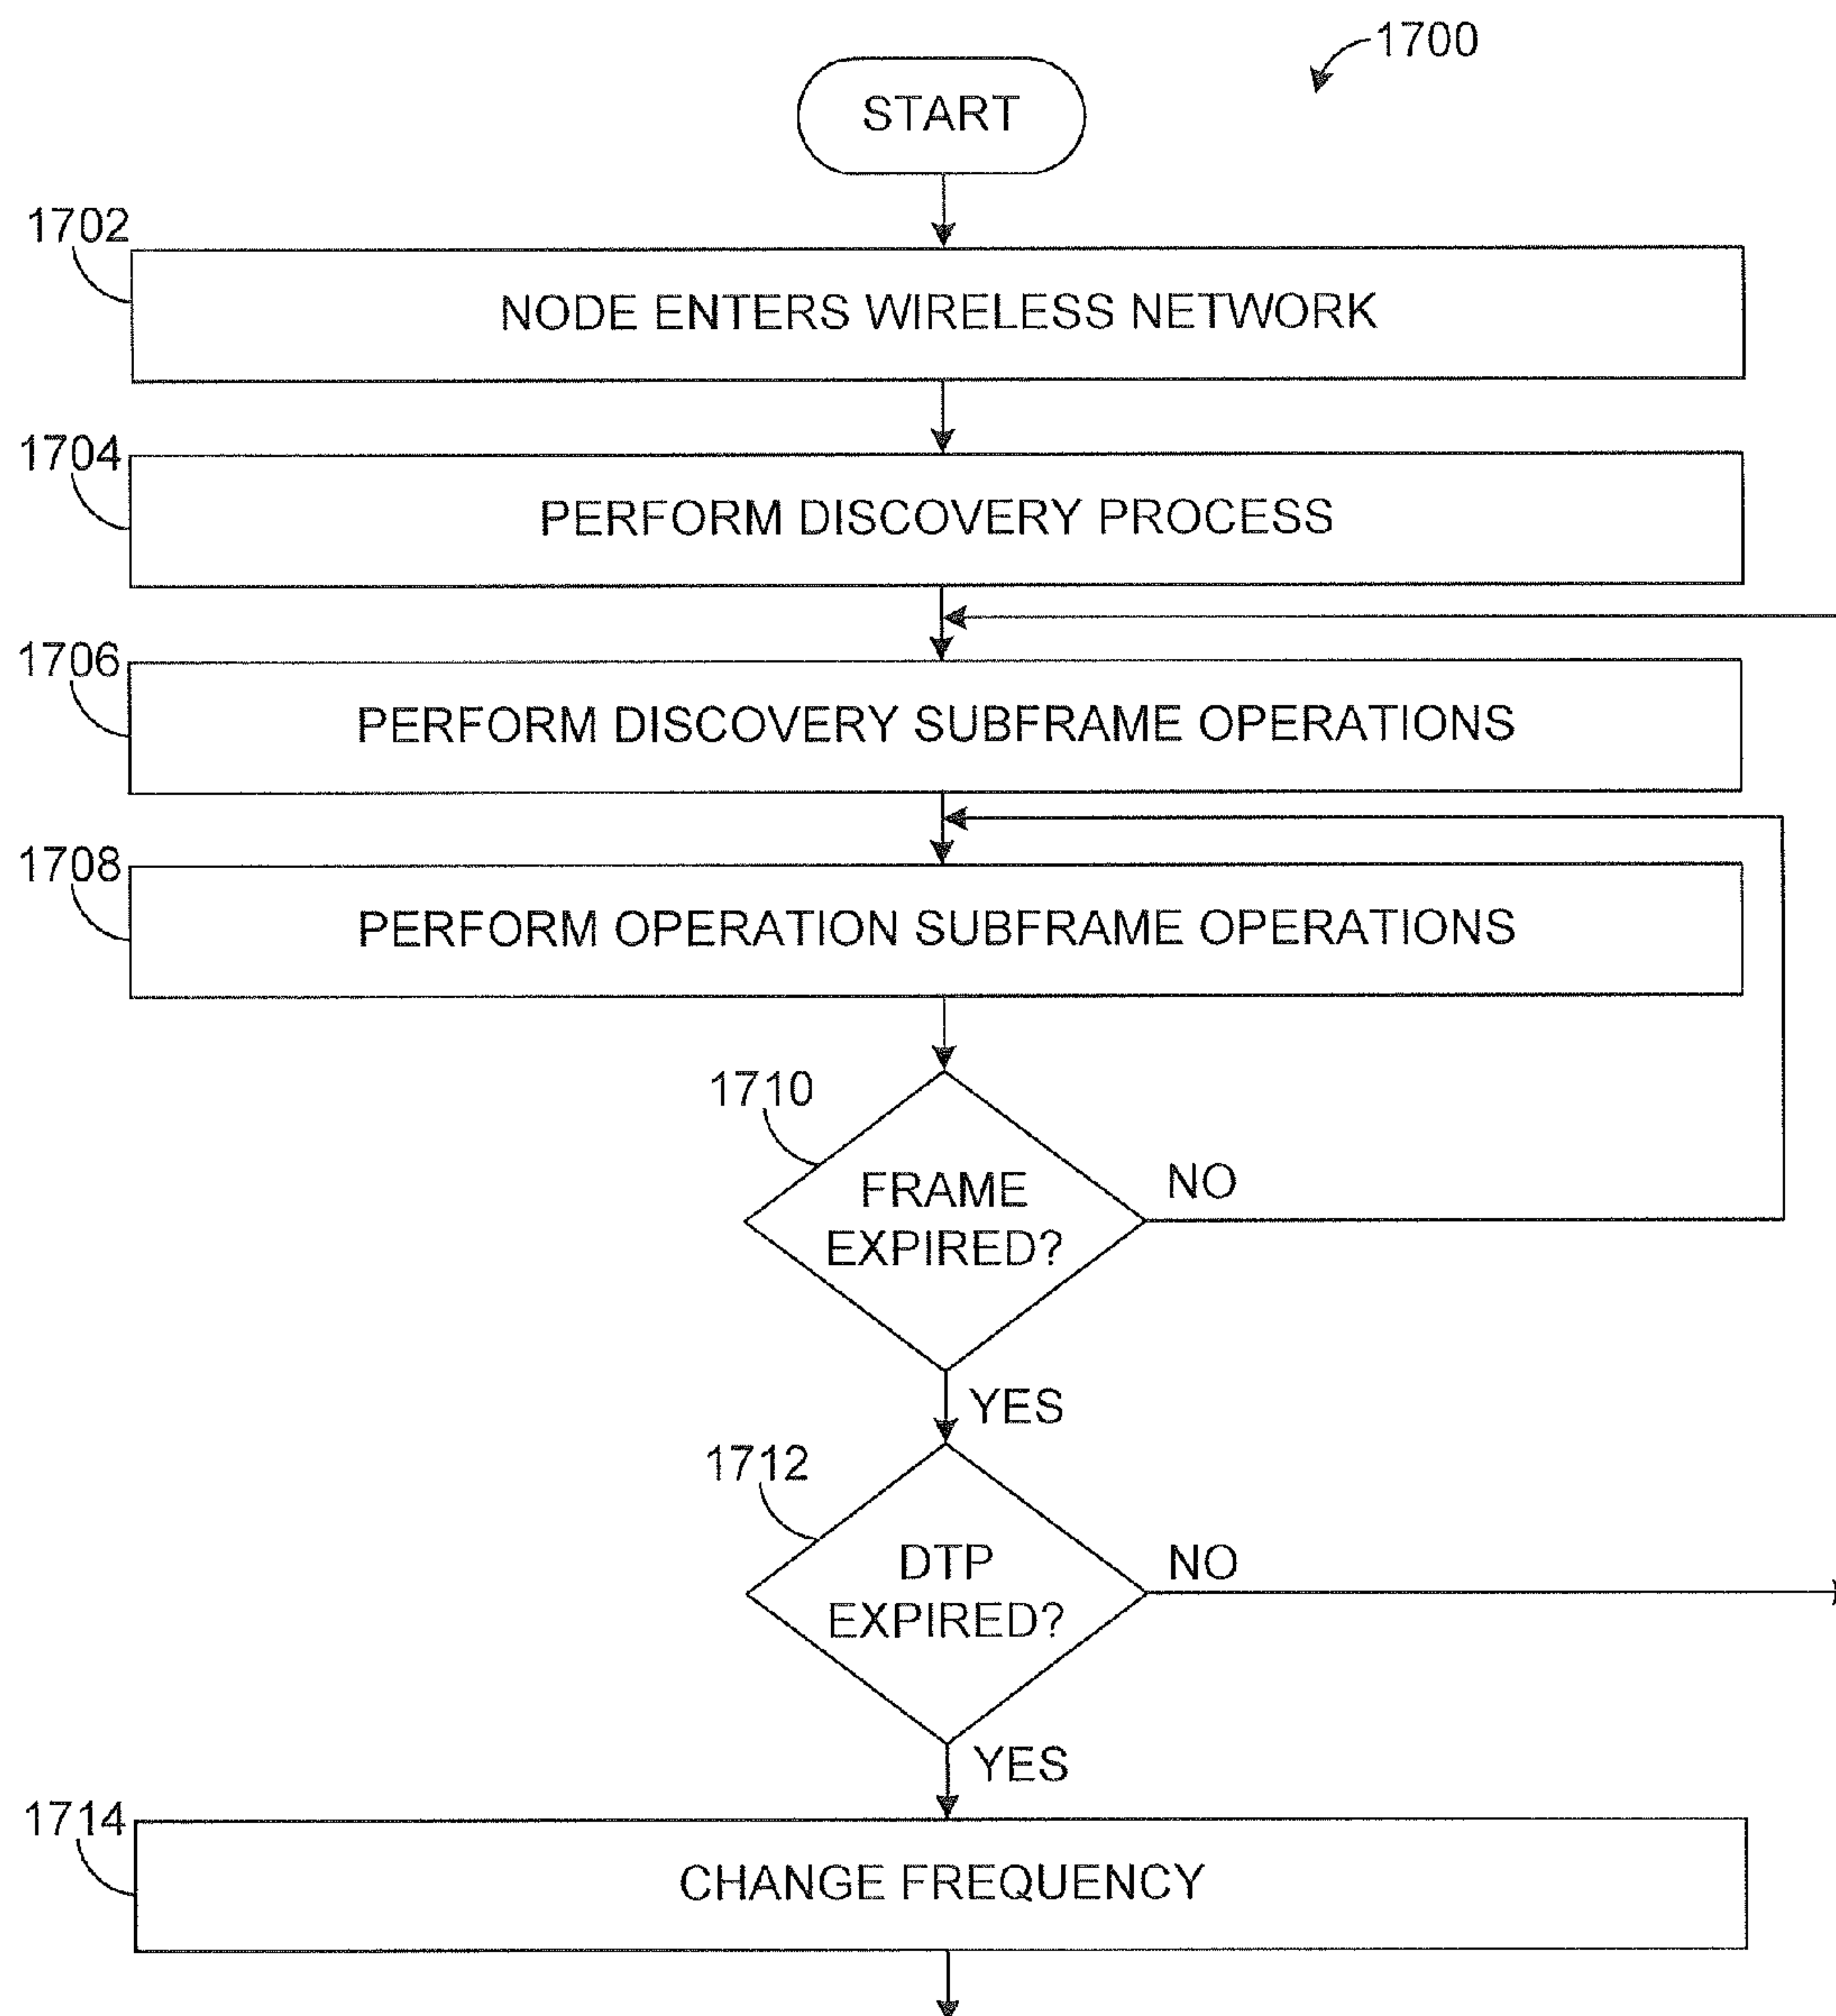 1700
START
1702
NODE ENTERS WIRELESS NETWORK
1704
PERFORM DISCOVERY PROCESS
1706
PERFORM DISCOVERY SUBFRAME OPERATIONS
1708
PERFORM OPERATION SUBFRAME OPERATIONS
1710
FRAME
EXPIRED?
NO
YES
1712
DTP
EXPIRED?
NO
YES
1714
CHANGE FREQUENCY